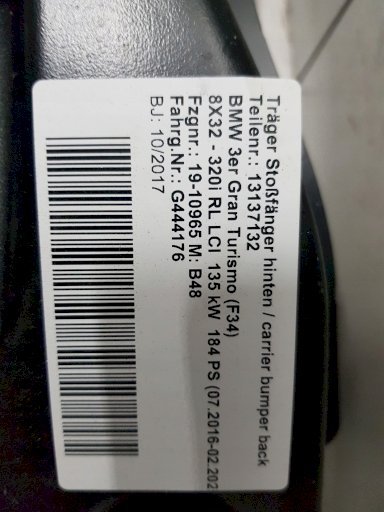 Träger Stoßfänger hinten / carrier bumper back
Teilenr.: 13137132
BMW 3er Gran Turismo (F34)
8X32 - 320i RL LCI 135 kW 184 PS (07.2016-02.202
Fzgnr.: 19-10965 M: B48
Fahrg.Nr.: G444176
BJ: 10/2017